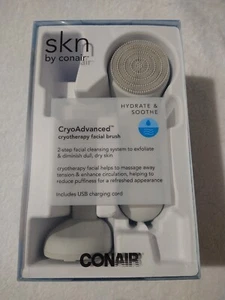 skn
by conair
HYDRATE &
SOOTHE
CryoAdvanced™
cryotherapy facial brush
2-step facial cleansing system to exfoliate
& diminish dull, dry skin
cryotherapy facial helps to massage away
tension & enhance circulation, helping to
reduce puffiness for a refreshed appearance
Includes USB charging cord
CONAIR